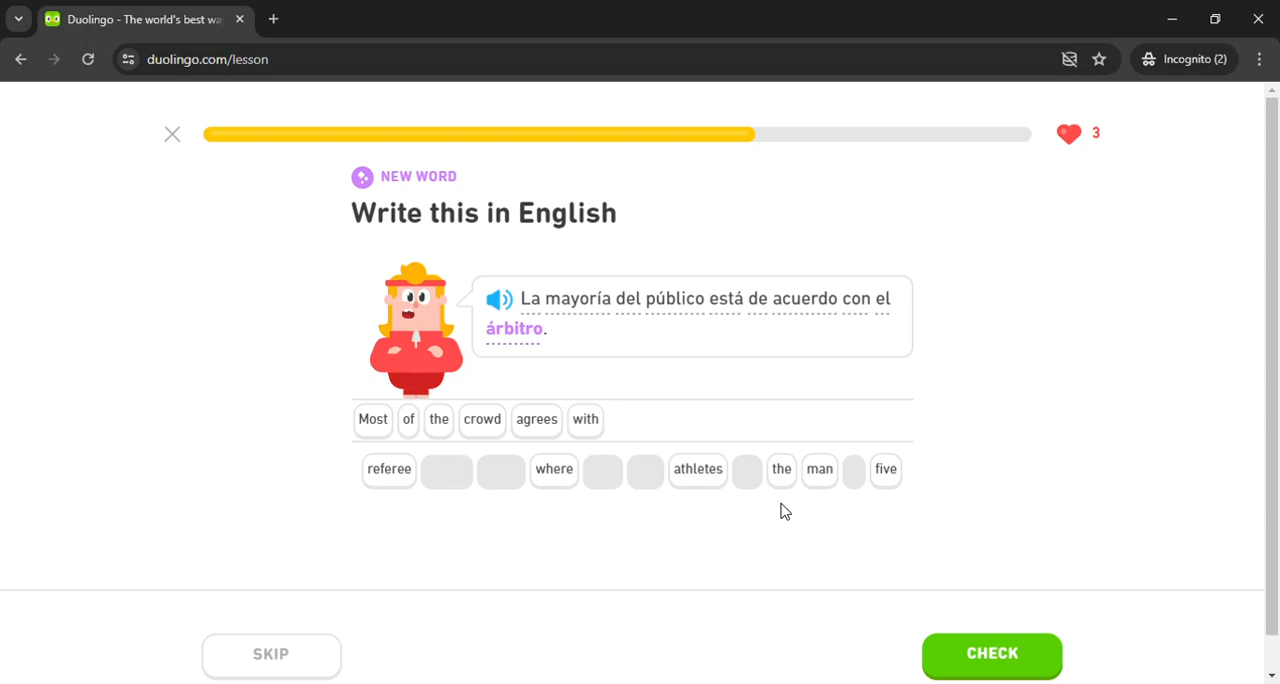 Duolingo - The world's best wa
duolingo.com/lesson
Incognito (2)
3
NEW WORD
Write this in English
La mayoría del público está de acuerdo con el
árbitro.
Most of the crowd agrees with
referee where athletes the man five
SKIP
CHECK